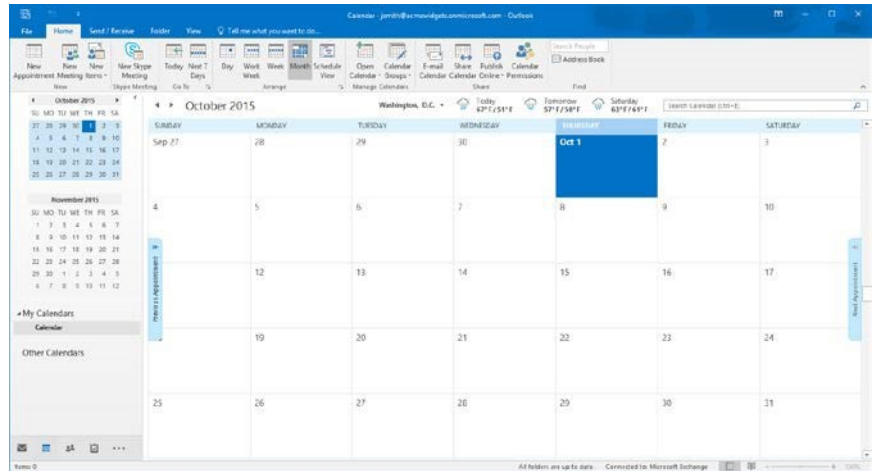 Calendar - jsmith@acmawidgets.onmicrosoft.com - Outlook
File Home Send / Receive Folder View Tell me what you want to do...
New Appointment
New Meeting
New Items
New Skype Meeting
Today
Next 7 Days
Day
Work Week
Week
Month
Schedule View
Open Calendar
Calendar Groups
E-mail Calendar
Share Calendar
Publish Online
Calendar Permissions
Search People
Address Book
New Skype Meeting Go To Arrange Manage Calendars Share Find
October 2015
SU MO TU WE TH FR SA
27 28 29 30 1 2 3
4 5 6 7 8 9 10
11 12 13 14 15 16 17
18 19 20 21 22 23 24
25 26 27 28 29 30 31
November 2015
SU MO TU WE TH FR SA
1 2 3 4 5 6 7
8 9 10 11 12 13 14
15 16 17 18 19 20 21
22 23 24 25 26 27 28
29 30 1 2 3 4 5
6 7 8 9 10 11 12
My Calendars
Calendar
Other Calendars
October 2015 Washington, D.C. Today 67°F/51°F Tomorrow 57°F/50°F Saturday 63°F/61°F Search Calendar (Ctrl+E)
SUNDAY MONDAY TUESDAY WEDNESDAY THURSDAY FRIDAY SATURDAY
Sep 27 28 29 30 Oct 1 2 3
4 5 6 7 8 9 10
12 13 14 15 16 17
19 20 21 22 23 24
25 26 27 28 29 30 31
Previous Appointment
Next Appointment
Items: 0 All folders are up to date. Connected to: Microsoft Exchange 100%